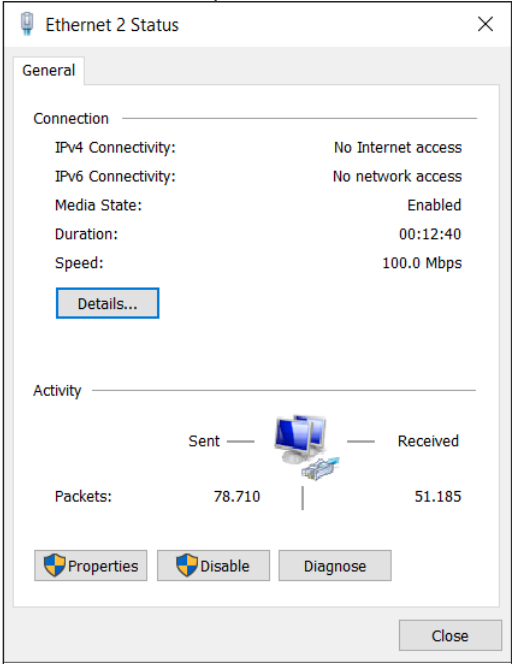 Ethernet 2 Status
General
Connection
IPv4 Connectivity: No Internet access
IPv6 Connectivity: No network access
Media State: Enabled
Duration: 00:12:40
Speed: 100.0 Mbps
Details...
Activity
Sent Received
Packets: 78.710 51.185
Properties Disable Diagnose
Close